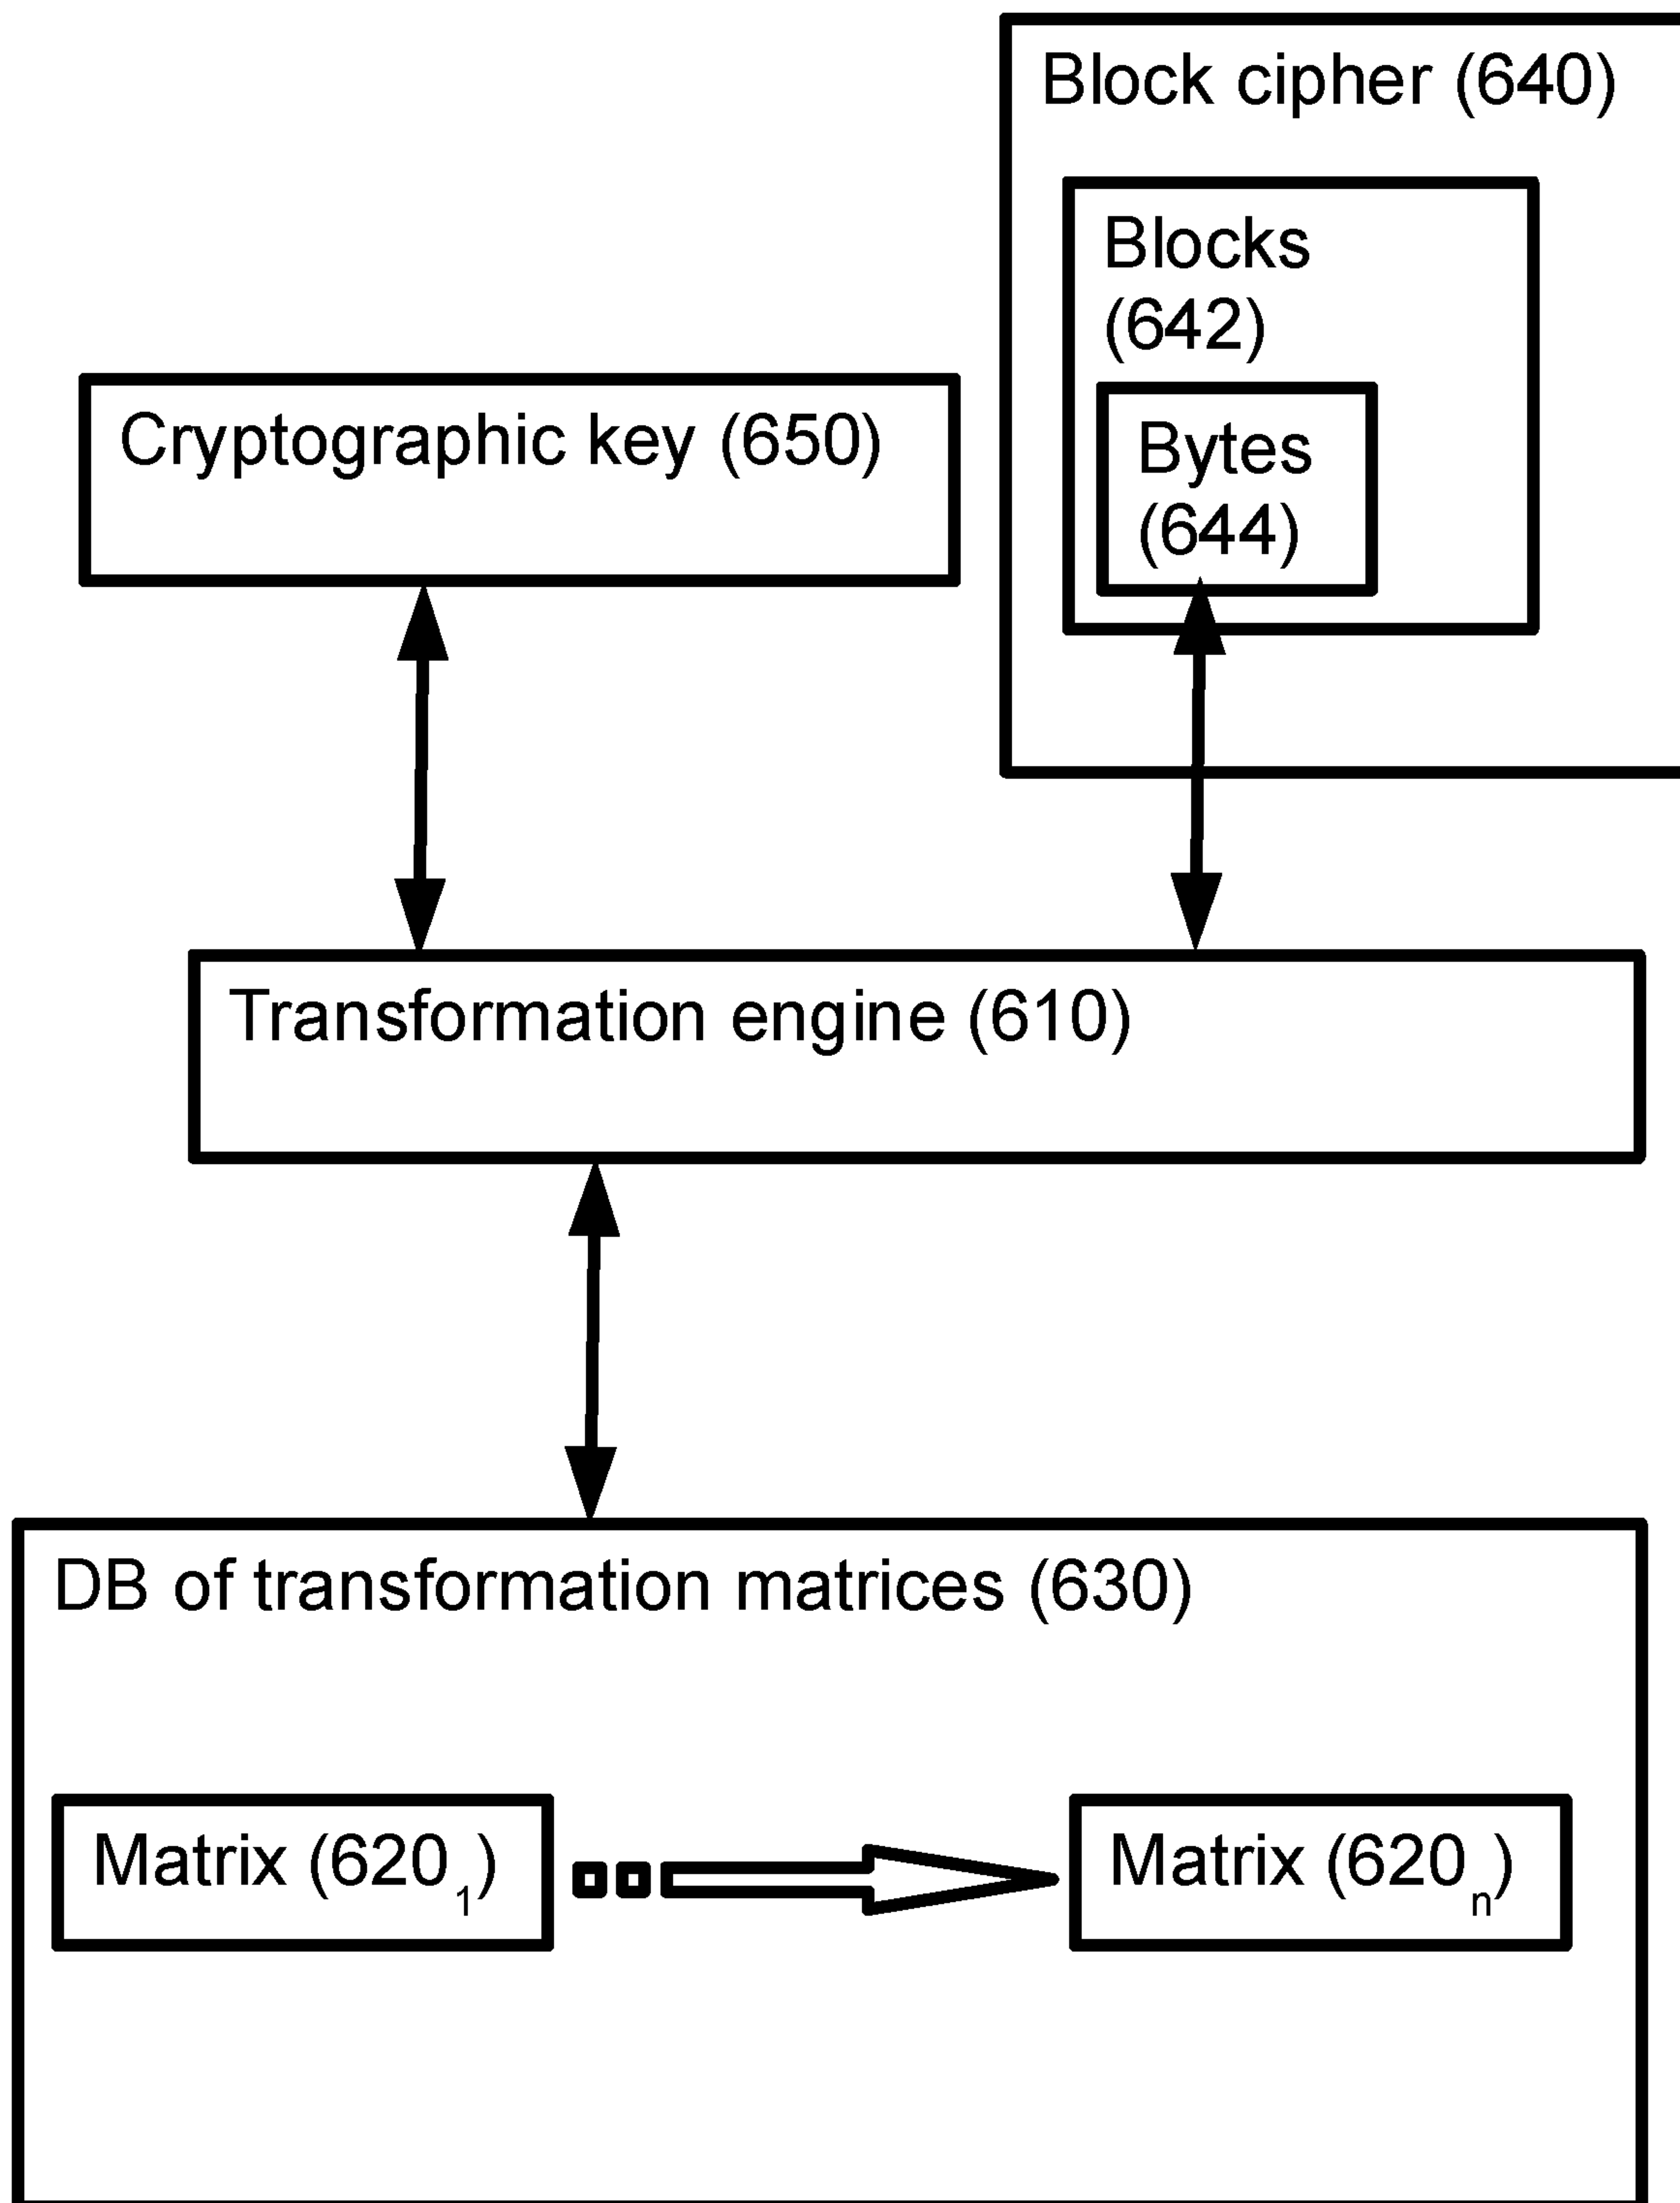 Block cipher (640)
Blocks
(642)
Bytes
(644)
Cryptographic key (650)
Transformation engine (610)
DB of transformation matrices (630)
Matrix (620₁)
Matrix (620ₙ)